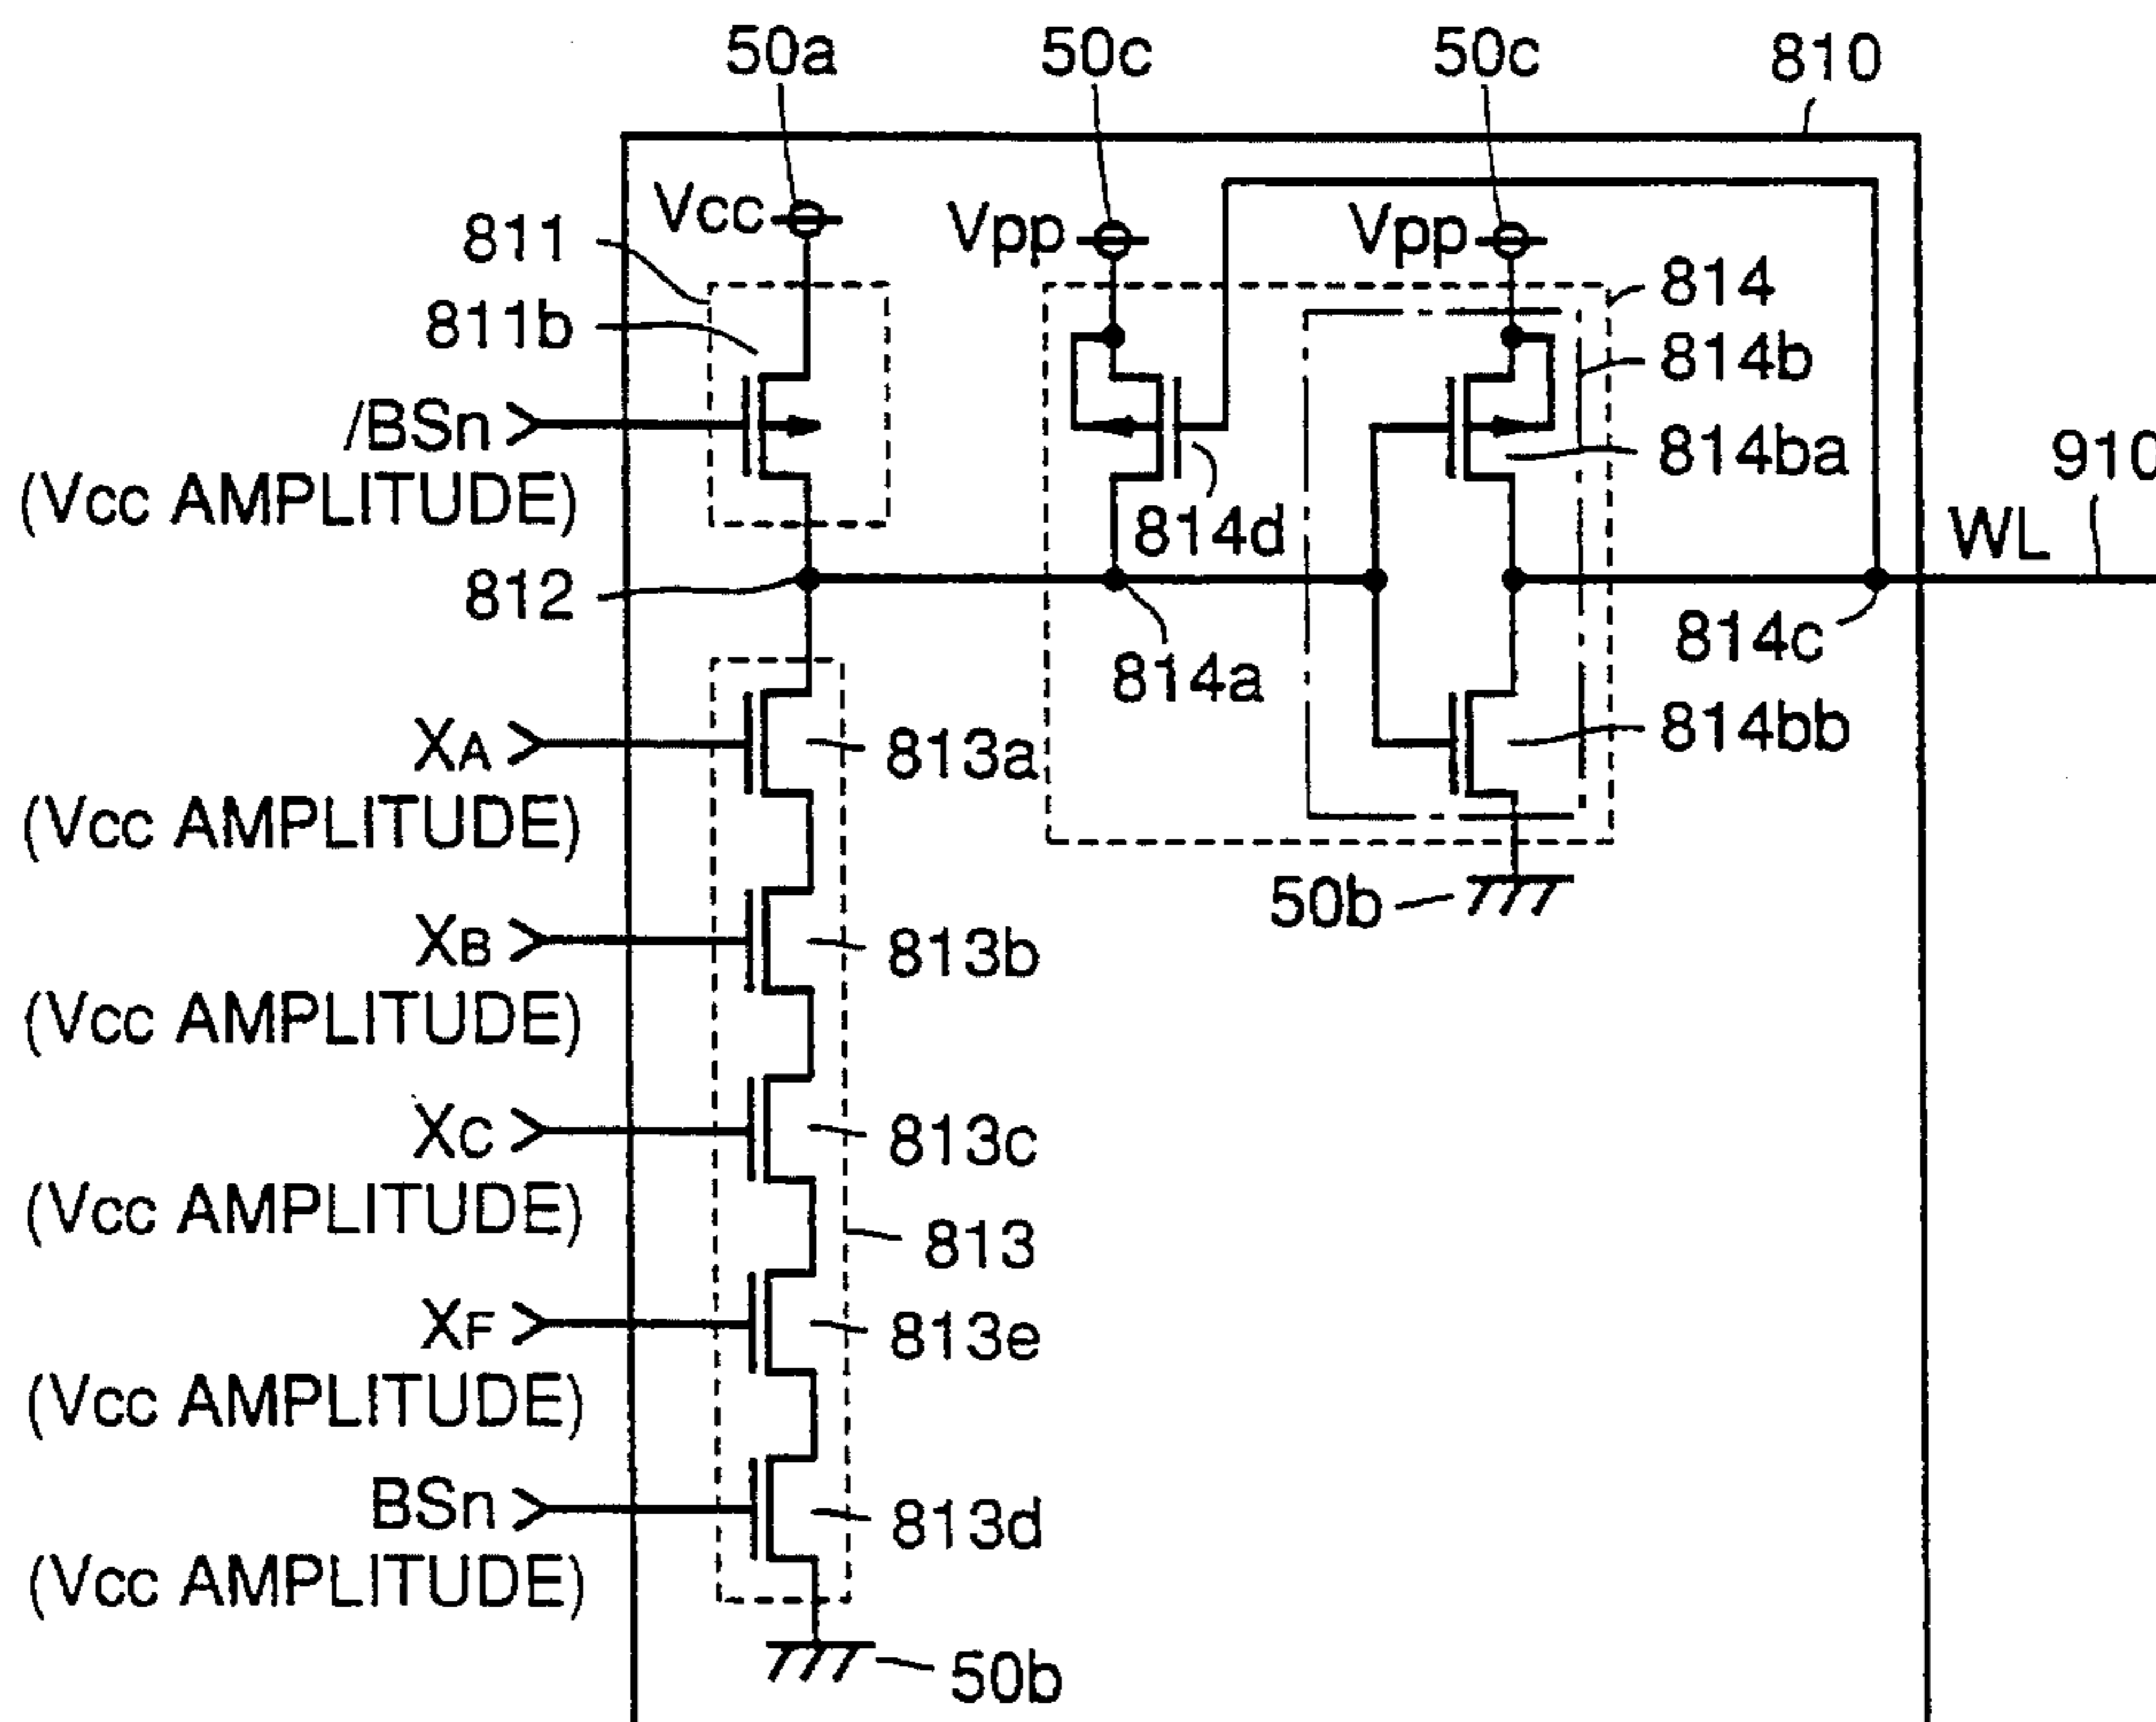 50a
50c
50c
810
Vcc
Vpp
Vpp
811
814
811b
814b
/BSn
814ba
910
(Vcc AMPLITUDE)
814d
WL
812
814c
814a
XA
813a
814bb
(Vcc AMPLITUDE)
50b
XB
813b
(Vcc AMPLITUDE)
XC
813c
(Vcc AMPLITUDE)
813
XF
813e
(Vcc AMPLITUDE)
BSn
813d
(Vcc AMPLITUDE)
50b